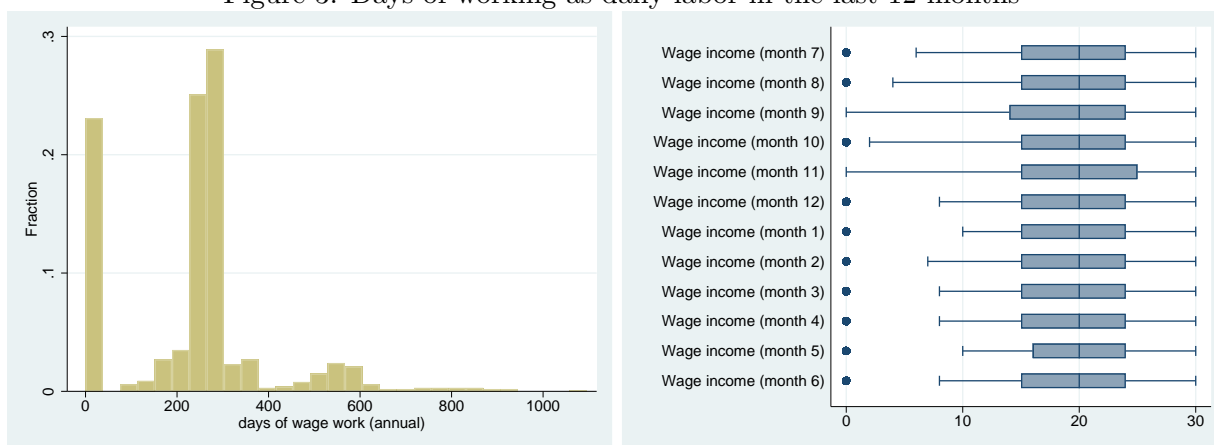 Figure 3: Days of working as daily labor in the last 12 months
.3
.2
.1
0
Fraction
0 200 400 600 800 1000
days of wage work (annual)
Wage income (month 7)
Wage income (month 8)
Wage income (month 9)
Wage income (month 10)
Wage income (month 11)
Wage income (month 12)
Wage income (month 1)
Wage income (month 2)
Wage income (month 3)
Wage income (month 4)
Wage income (month 5)
Wage income (month 6)
0 10 20 30